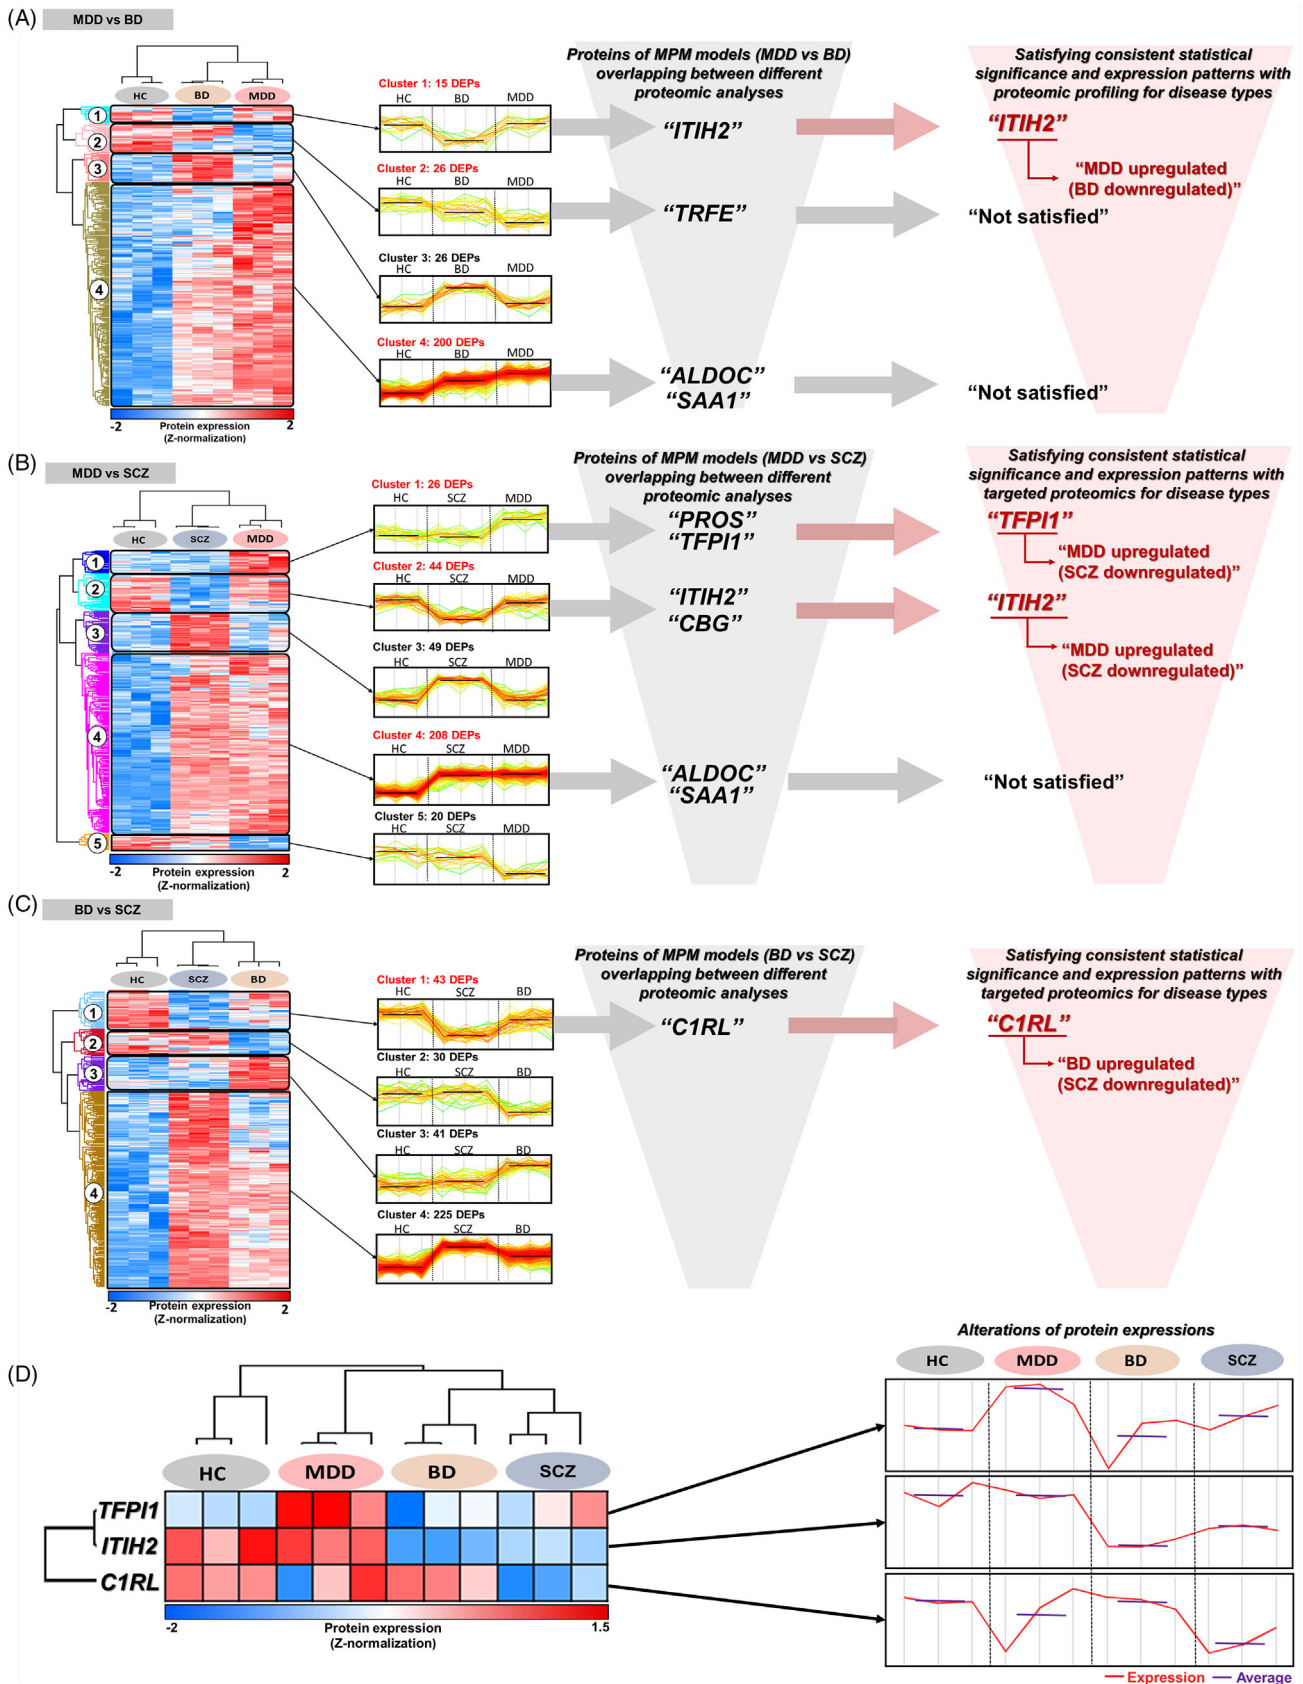 (A)
MDD vs BD
HC
BD
MDD
1
2
3
4
-2
2
Protein expression
(Z-normalization)
Cluster 1: 15 DEPs
HC
BD
MDD
Cluster 2: 26 DEPs
HC
BD
MDD
Cluster 3: 26 DEPs
HC
BD
MDD
Cluster 4: 200 DEPs
HC
BD
MDD
Proteins of MPM models (MDD vs BD)
overlapping between different
proteomic analyses
“ITIH2”
“TRFE”
“ALDOC”
“SAA1”
Satisfying consistent statistical
significance and expression patterns with
proteomic profiling for disease types
“ITIH2”
“MDD upregulated
(BD downregulated)”
“Not satisfied”
“Not satisfied”
(B)
MDD vs SCZ
HC
SCZ
MDD
1
2
3
4
5
-2
2
Protein expression
(Z-normalization)
Cluster 1: 26 DEPs
HC
SCZ
MDD
Cluster 2: 44 DEPs
HC
SCZ
MDD
Cluster 3: 49 DEPs
HC
SCZ
MDD
Cluster 4: 208 DEPs
HC
SCZ
MDD
Cluster 5: 20 DEPs
HC
SCZ
MDD
Proteins of MPM models (MDD vs SCZ)
overlapping between different
proteomic analyses
“PROS”
“TFPI1”
“ITIH2”
“CBG”
“ALDOC”
“SAA1”
Satisfying consistent statistical
significance and expression patterns with
targeted proteomics for disease types
“TFPI1”
“MDD upregulated
(SCZ downregulated)”
“ITIH2”
“MDD upregulated
(SCZ downregulated)”
“Not satisfied”
(C)
BD vs SCZ
HC
SCZ
BD
1
2
3
4
-2
2
Protein expression
(Z-normalization)
Cluster 1: 43 DEPs
HC
SCZ
BD
Cluster 2: 30 DEPs
HC
SCZ
BD
Cluster 3: 41 DEPs
HC
SCZ
BD
Cluster 4: 225 DEPs
HC
SCZ
BD
Proteins of MPM models (BD vs SCZ)
overlapping between different
proteomic analyses
“C1RL”
Satisfying consistent statistical
significance and expression patterns with
targeted proteomics for disease types
“C1RL”
“BD upregulated
(SCZ downregulated)”
(D)
HC
MDD
BD
SCZ
TFPI1
ITIH2
C1RL
-2
1.5
Protein expression
(Z-normalization)
Alterations of protein expressions
HC
MDD
BD
SCZ
Expression
Average